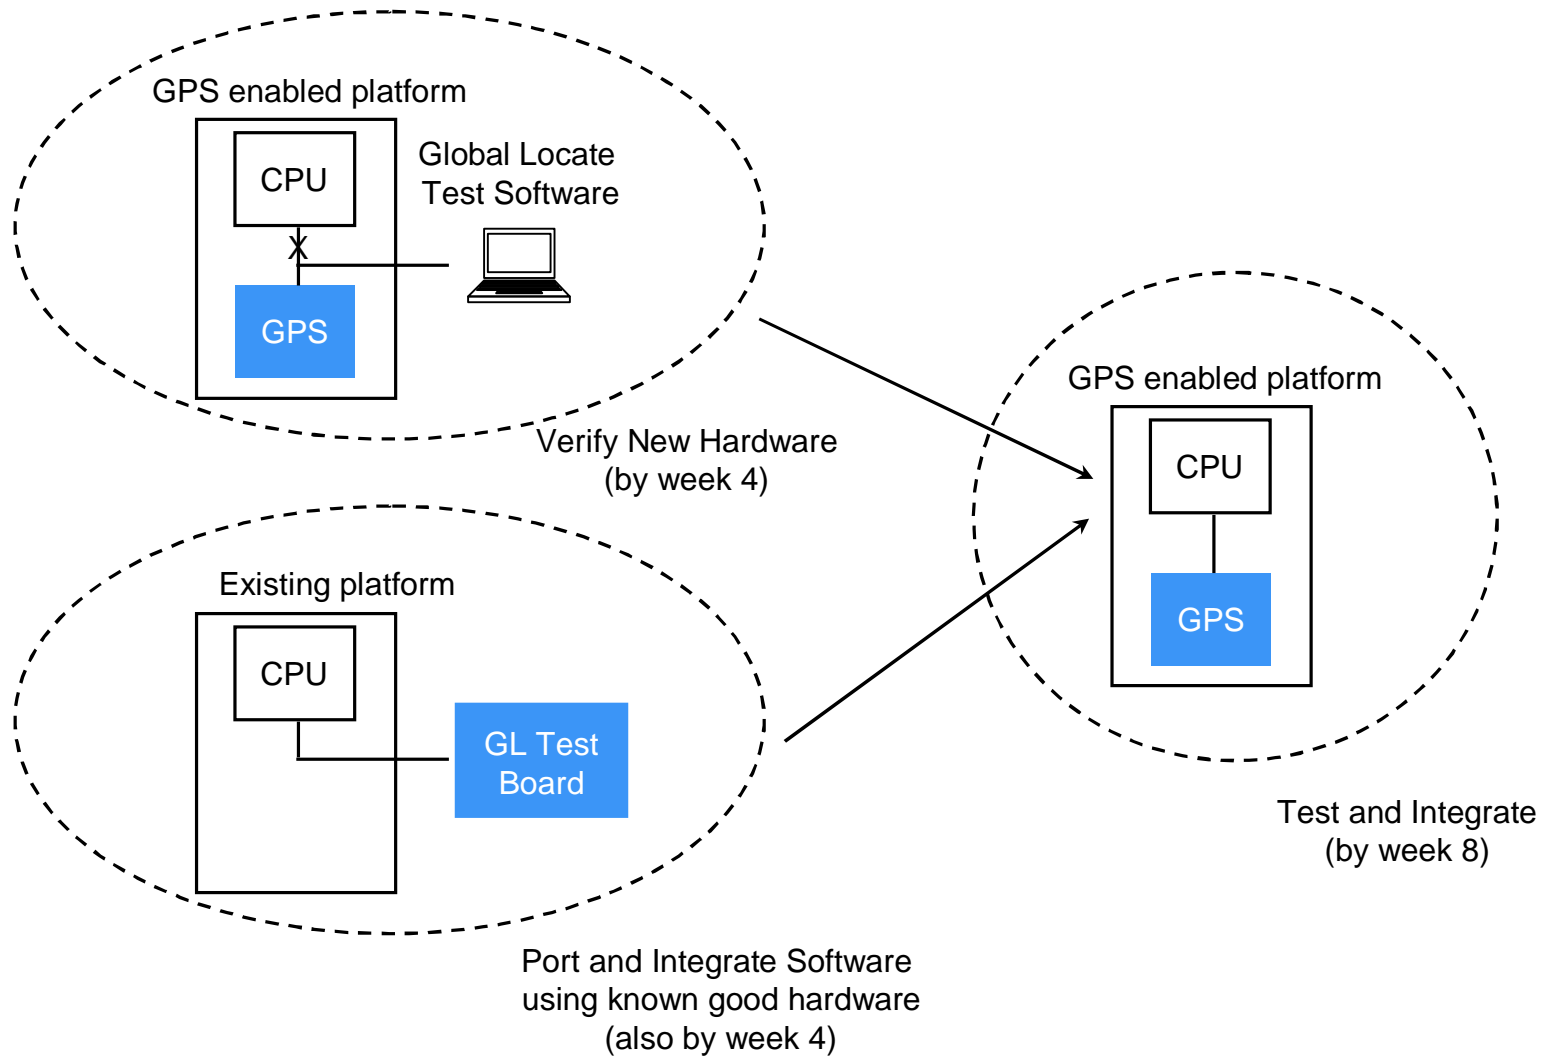 GPS enabled platform
CPU
Global Locate
Test Software
X
GPS
Verify New Hardware
(by week 4)
Existing platform
CPU
GL Test
Board
Port and Integrate Software
using known good hardware
(also by week 4)
GPS enabled platform
CPU
GPS
Test and Integrate
(by week 8)